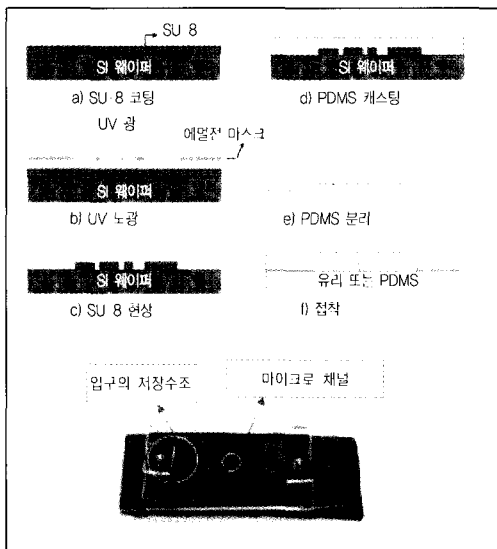 SU 8
Si 웨이퍼
a) SU-8 코팅
UV 광
에멀전 마스크
Si 웨이퍼
b) UV 노광
Si 웨이퍼
c) SU 8 현상
Si 웨이퍼
d) PDMS 캐스팅
e) PDMS 분리
유리 또는 PDMS
f) 접착
입구의 저장수조
마이크로 채널